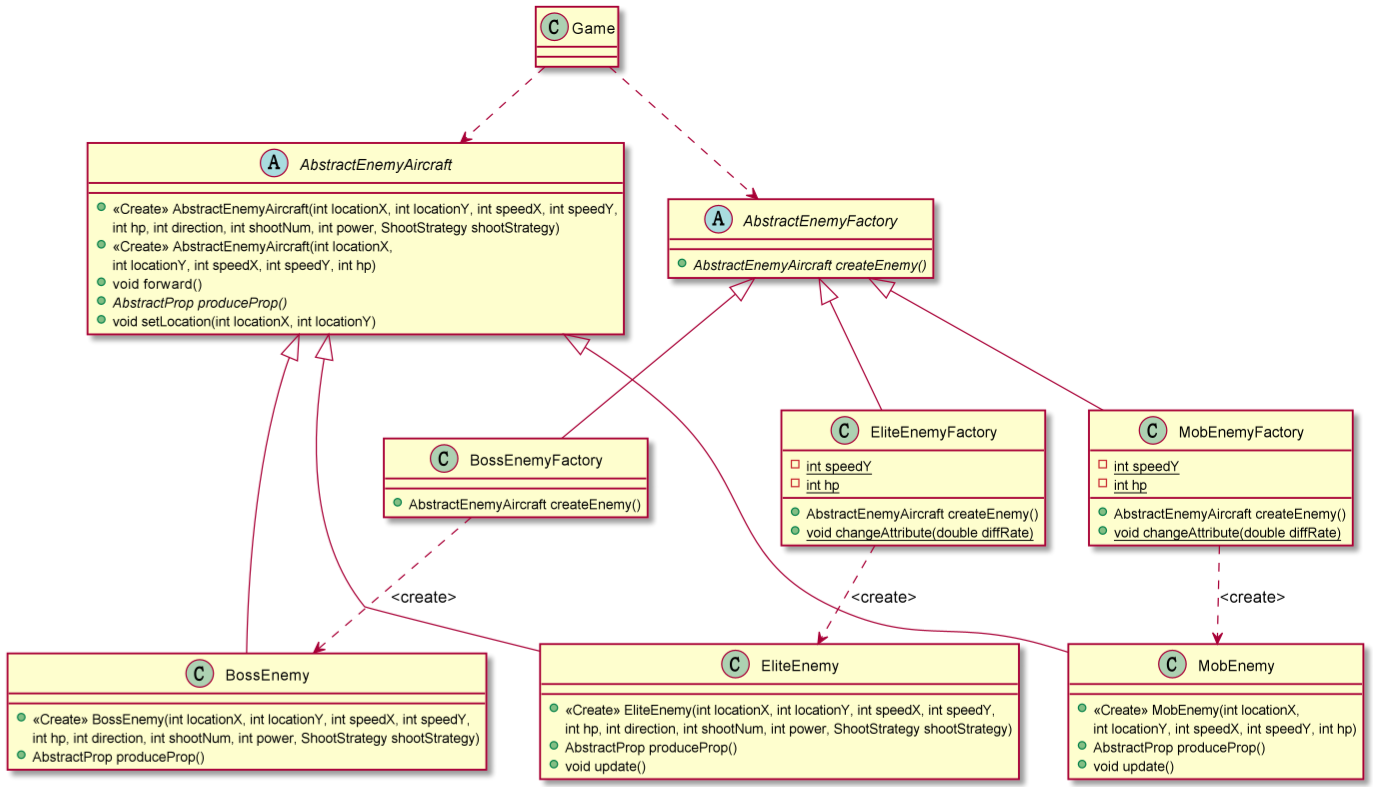 C Game
A AbstractEnemyAircraft
«Create» AbstractEnemyAircraft(int locationX, int locationY, int speedX, int speedY,
int hp, int direction, int shootNum, int power, ShootStrategy shootStrategy)
«Create» AbstractEnemyAircraft(int locationX,
int locationY, int speedX, int speedY, int hp)
void forward()
AbstractProp produceProp()
void setLocation(int locationX, int locationY)
A AbstractEnemyFactory
AbstractEnemyAircraft createEnemy()
C BossEnemyFactory
AbstractEnemyAircraft createEnemy()
C EliteEnemyFactory
int speedY
int hp
AbstractEnemyAircraft createEnemy()
void changeAttribute(double diffRate)
C MobEnemyFactory
int speedY
int hp
AbstractEnemyAircraft createEnemy()
void changeAttribute(double diffRate)
<create>
<create>
<create>
C BossEnemy
«Create» BossEnemy(int locationX, int locationY, int speedX, int speedY,
int hp, int direction, int shootNum, int power, ShootStrategy shootStrategy)
AbstractProp produceProp()
C EliteEnemy
«Create» EliteEnemy(int locationX, int locationY, int speedX, int speedY,
int hp, int direction, int shootNum, int power, ShootStrategy shootStrategy)
AbstractProp produceProp()
void update()
C MobEnemy
«Create» MobEnemy(int locationX,
int locationY, int speedX, int speedY, int hp)
AbstractProp produceProp()
void update()